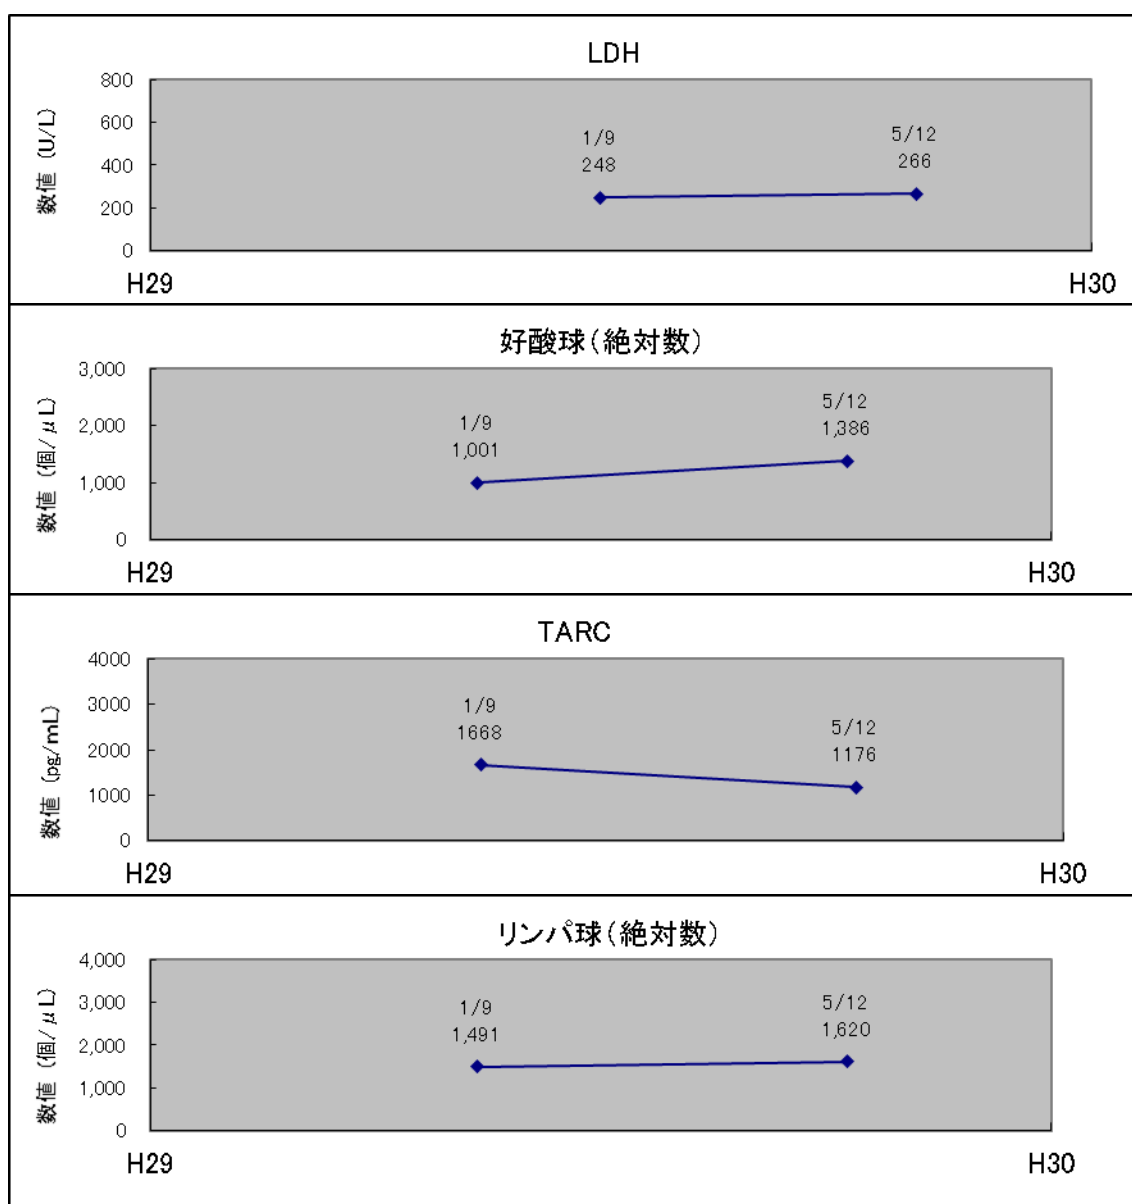 LDH
数値 (U/L)
800
600
400
200
0
1/9
248
5/12
266
H29
H30
好酸球(絶対数)
数値 (個/μL)
3,000
2,000
1,000
0
1/9
1,001
5/12
1,386
H29
H30
TARC
数値 (pg/mL)
4000
3000
2000
1000
0
1/9
1668
5/12
1176
H29
H30
リンパ球(絶対数)
数値 (個/μL)
4,000
3,000
2,000
1,000
0
1/9
1,491
5/12
1,620
H29
H30